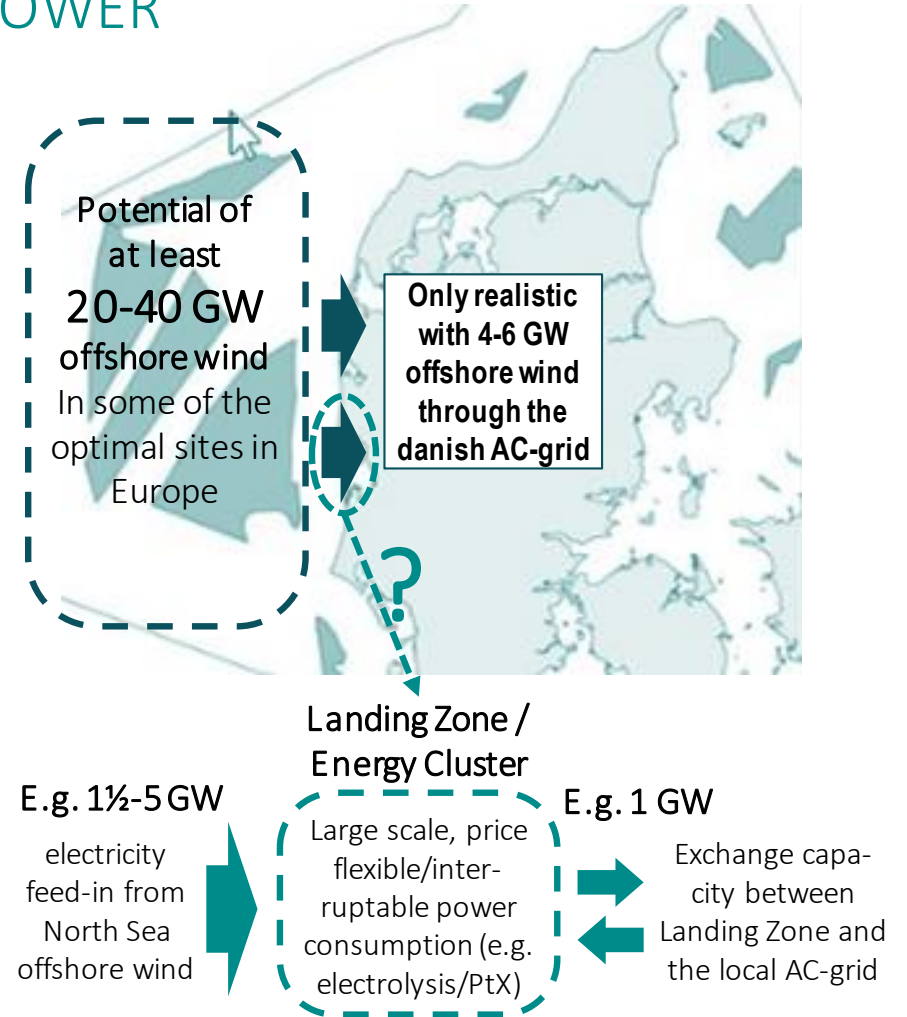 OWER
Potential of
at least
20-40 GW
offshore wind
In some of the
optimal sites in
Europe
Only realistic
with 4-6 GW
offshore wind
through the
danish AC-grid
?
Landing Zone /
Energy Cluster
E.g. 1½-5 GW
electricity
feed-in from
North Sea
offshore wind
Large scale, price
flexible/inter-
ruptable power
consumption (e.g.
electrolysis/PtX)
E.g. 1 GW
Exchange capa-
city between
Landing Zone and
the local AC-grid